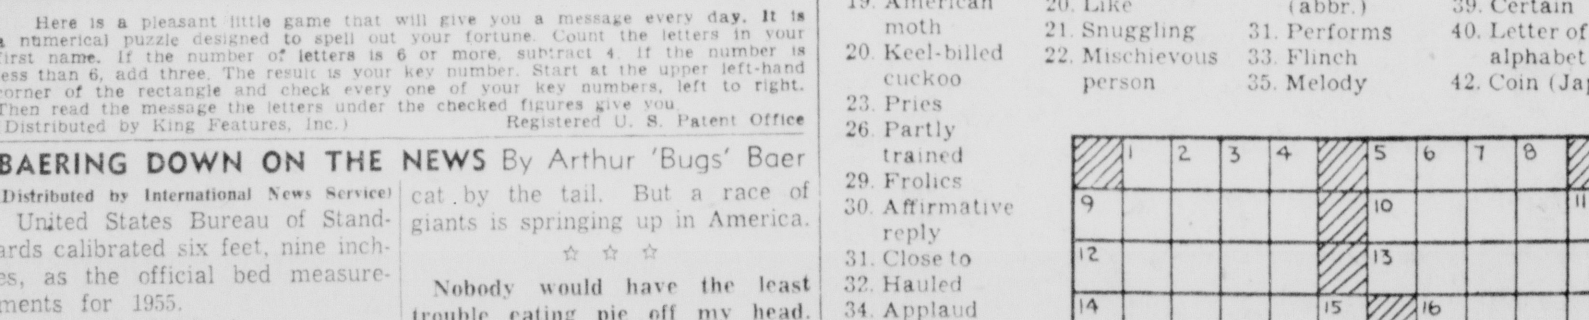 Here is a pleasant little game that will give you a message every day. It is
a numerical puzzle designed to spell out your fortune. Count the letters in your
first name. If the number of letters is 6 or more, subtract 4. If the number is
ess than 6, add three. The result is your key number. Start at the upper left-hand
orner of the rectangle and check every one of your key numbers, left to right.
Then read the message the letters under the checked figures give you.
Distributed by King Features, Inc.) Registered U. S. Patent Office
BAERING DOWN ON THE NEWS By Arthur 'Bugs' Baer
Distributed by International News Service)
United States Bureau of Stand-
ards calibrated six feet, nine inch-
es, as the official bed measure-
ments for 1955.
cat by the tail. But a race of
giants is springing up in America.
☆ ☆ ☆
Nobody would have the least
trouble eating pie off my head.
19. American
moth
20. Keel-billed
cuckoo
23. Pries
26. Partly
trained
29. Frolics
30. Affirmative
reply
31. Close to
32. Hauled
34. Applaud
20. Like
21. Snuggling
22. Mischievous
person
(abbr.)
31. Performs
33. Flinch
35. Melody
39. Certain
40. Letter of
alphabet
42. Coin (Jap
1 2 3 4 5 6 7 8
9 10 11
12 13
14 15 16